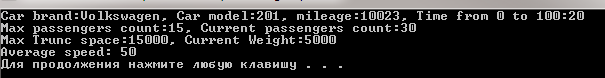 Car brand:Volkswagen, Car model:201, mileage:10023, Time from 0 to 100:20
Max passengers count:15, Current passengers count:30
Max Trunc space:15000, Current Weight:5000
Average speed: 50
Для продолжения нажмите любую клавишу . . .